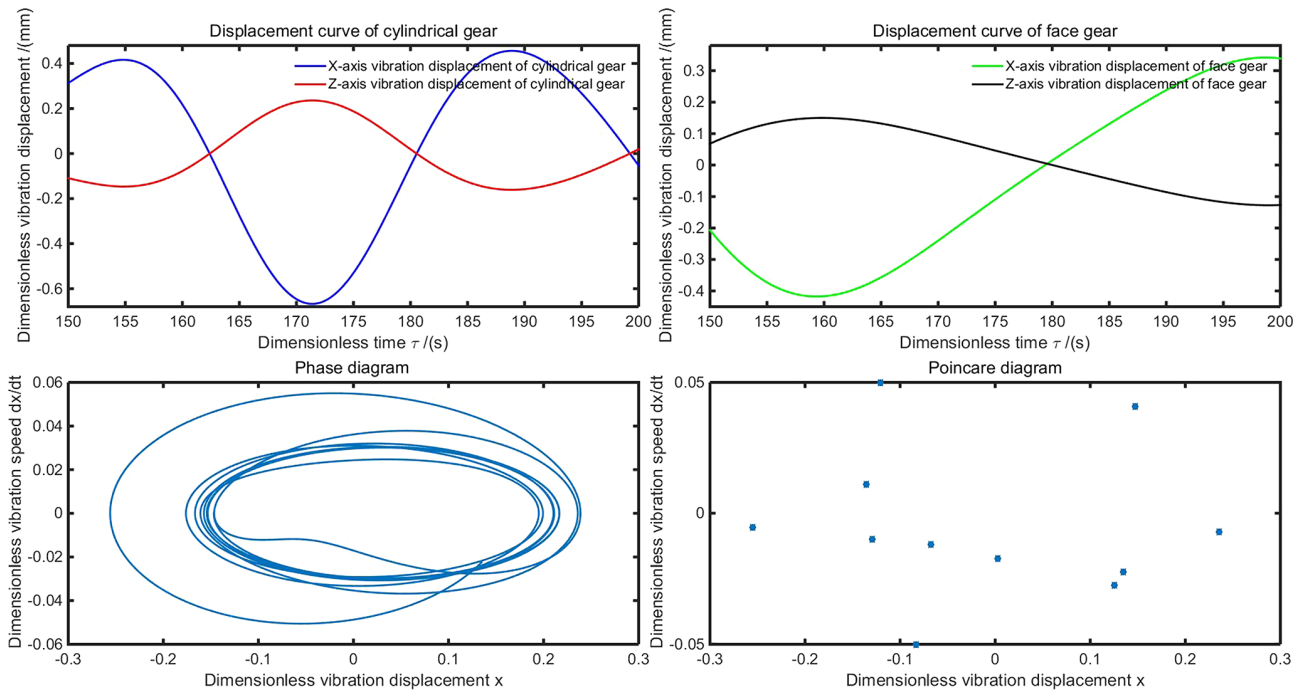 Displacement curve of cylindrical gear
Dimensionless vibration displacement /(mm)
0.4
0.2
0
-0.2
-0.4
-0.6
X-axis vibration displacement of cylindrical gear
Z-axis vibration displacement of cylindrical gear
150 155 160 165 170 175 180 185 190 195 200
Dimensionless time τ /(s)
Displacement curve of face gear
Dimensionless vibration displacement /(mm)
0.3
0.2
0.1
0
-0.1
-0.2
-0.3
-0.4
X-axis vibration displacement of face gear
Z-axis vibration displacement of face gear
150 155 160 165 170 175 180 185 190 195 200
Dimensionless time τ /(s)
Phase diagram
Dimensionless vibration speed dx/dt
0.06
0.04
0.02
0
-0.02
-0.04
-0.06
-0.3 -0.2 -0.1 0 0.1 0.2 0.3
Dimensionless vibration displacement x
Poincare diagram
Dimensionless vibration speed dx/dt
0.05
0
-0.05
-0.3 -0.2 -0.1 0 0.1 0.2 0.3
Dimensionless vibration displacement x